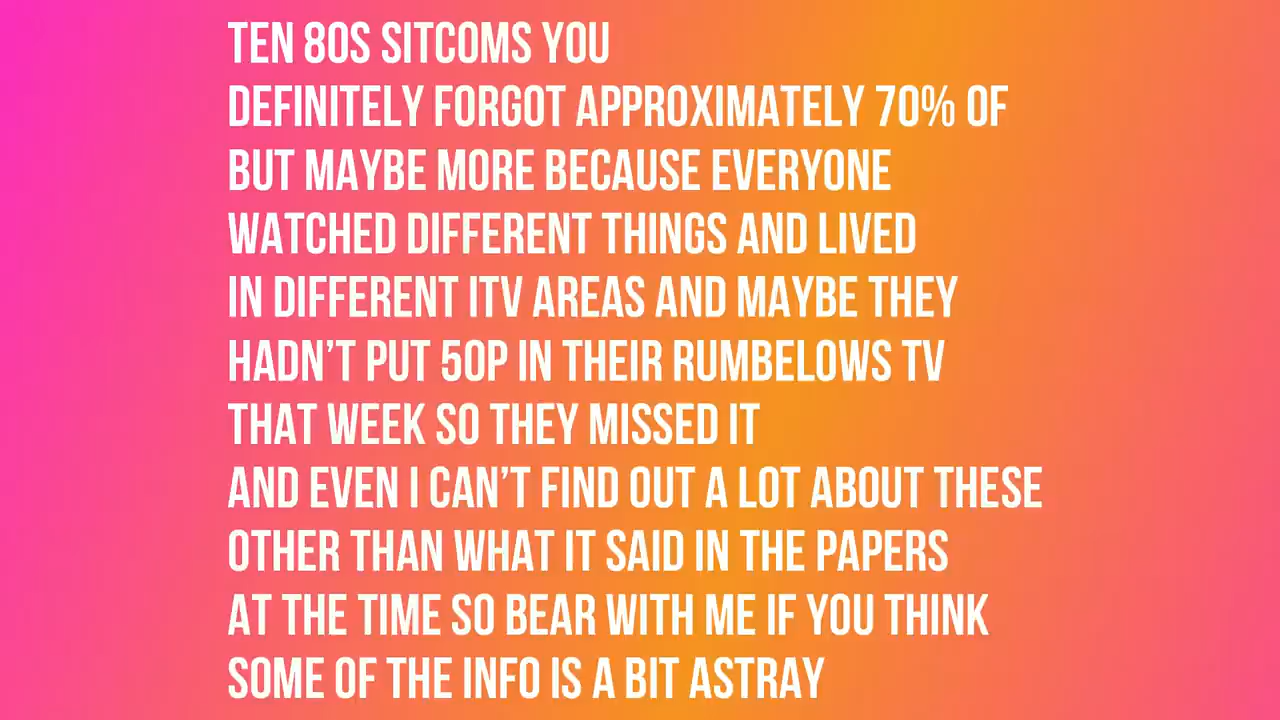 TEN 80S SITCOMS YOU
DEFINITELY FORGOT APPROXIMATELY 70% OF
BUT MAYBE MORE BECAUSE EVERYONE
WATCHED DIFFERENT THINGS AND LIVED
IN DIFFERENT ITV AREAS AND MAYBE THEY
HADN’T PUT 50P IN THEIR RUMBELOWS TV
THAT WEEK SO THEY MISSED IT
AND EVEN I CAN’T FIND OUT A LOT ABOUT THESE
OTHER THAN WHAT IT SAID IN THE PAPERS
AT THE TIME SO BEAR WITH ME IF YOU THINK
SOME OF THE INFO IS A BIT ASTRAY